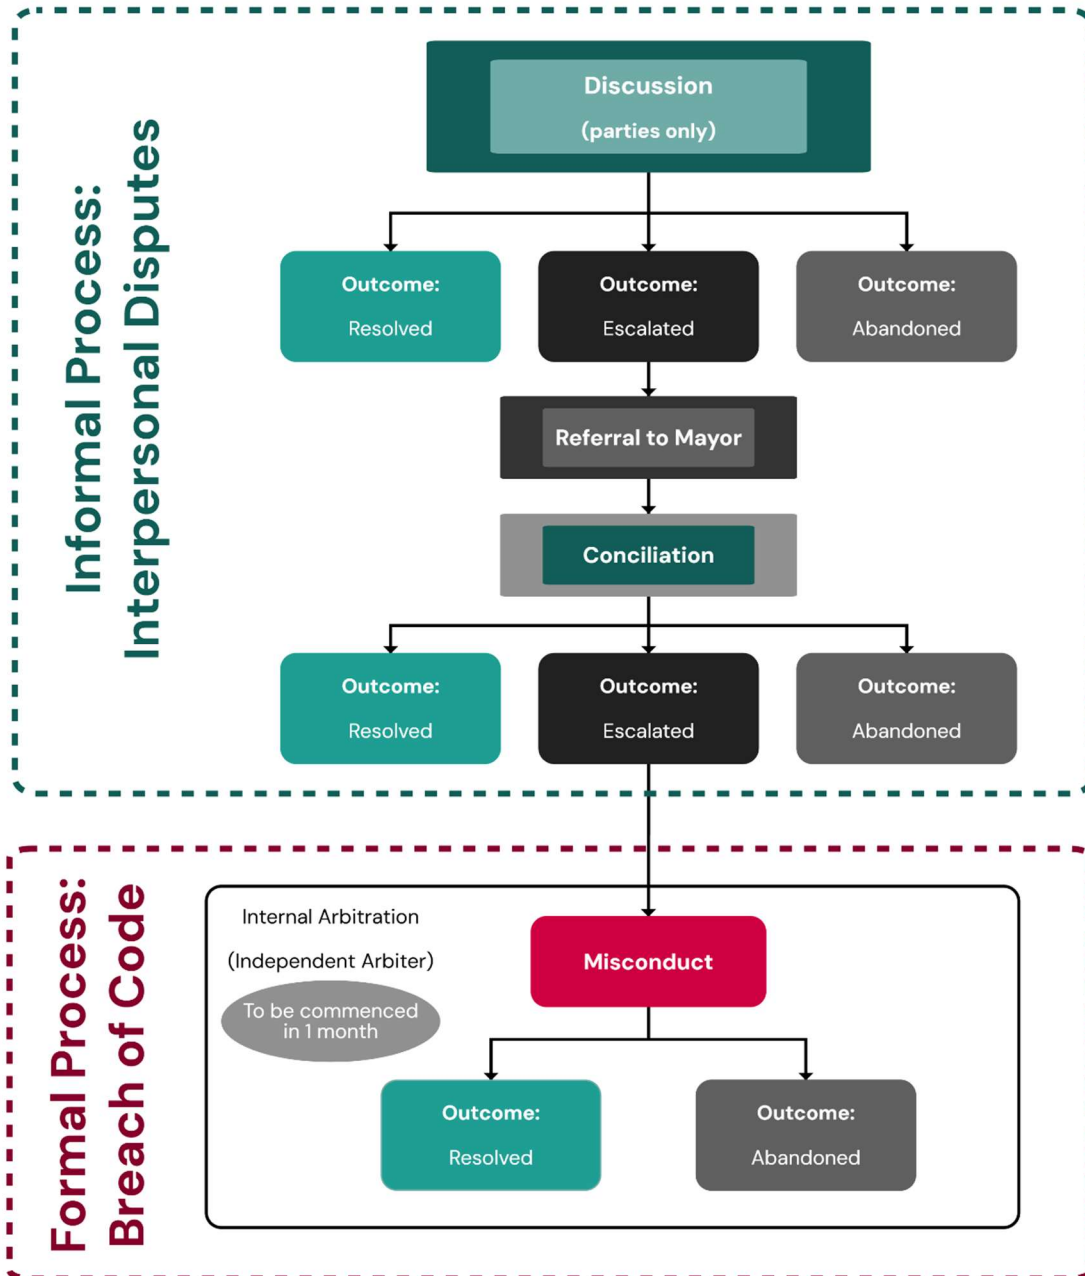 Informal Process:
Interpersonal Disputes
Discussion
(parties only)
Outcome:
Resolved
Outcome:
Escalated
Outcome:
Abandoned
Referral to Mayor
Conciliation
Outcome:
Resolved
Outcome:
Escalated
Outcome:
Abandoned
Formal Process:
Breach of Code
Internal Arbitration
(Independent Arbiter)
To be commenced
in 1 month
Misconduct
Outcome:
Resolved
Outcome:
Abandoned